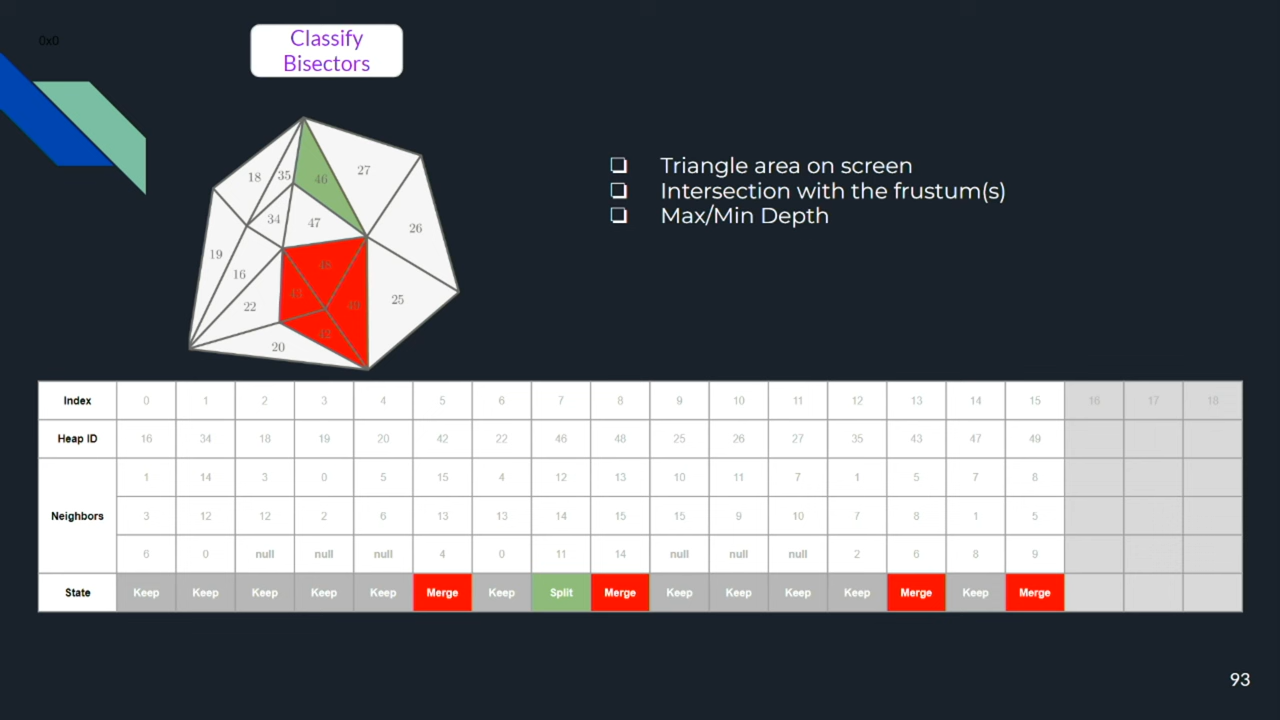 0x0
Classify
Bisectors
❏ Triangle area on screen
❏ Intersection with the frustum(s)
❏ Max/Min Depth
18
35
46
27
34
47
26
19
16
48
43
49
22
25
42
20
Index 0 1 2 3 4 5 6 7 8 9 10 11 12 13 14 15 16 17 18
Heap ID 16 34 18 19 20 42 22 46 48 25 26 27 35 43 47 49
1 14 3 0 5 15 4 12 13 10 11 7 1 5 7 8
Neighbors 3 12 12 2 6 13 13 14 15 15 9 10 7 8 1 5
6 0 null null null 4 0 11 14 null null null 2 6 8 9
State Keep Keep Keep Keep Keep Merge Keep Split Merge Keep Keep Keep Keep Merge Keep Merge
93